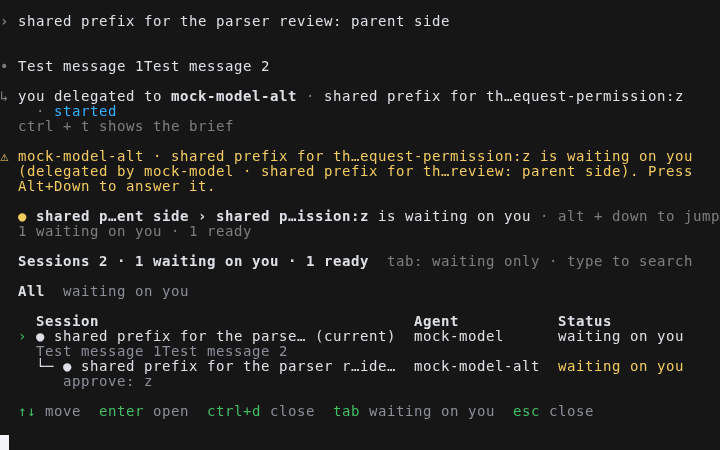 › shared prefix for the parser review: parent side
• Test message 1Test message 2
↳ you delegated to mock-model-alt · shared prefix for th…equest-permission:z
· started
ctrl + t shows the brief
⚠ mock-model-alt · shared prefix for th…equest-permission:z is waiting on you
(delegated by mock-model · shared prefix for th…review: parent side). Press
Alt+Down to answer it.
● shared p…ent side › shared p…ission:z is waiting on you · alt + down to jump
1 waiting on you · 1 ready
Sessions 2 · 1 waiting on you · 1 ready  tab: waiting only · type to search
All  waiting on you
Session  Agent  Status
› ● shared prefix for the parse… (current)  mock-model  waiting on you
Test message 1Test message 2
└─ ● shared prefix for the parser r…ide…  mock-model-alt  waiting on you
approve: z
↑↓ move  enter open  ctrl+d close  tab waiting on you  esc close